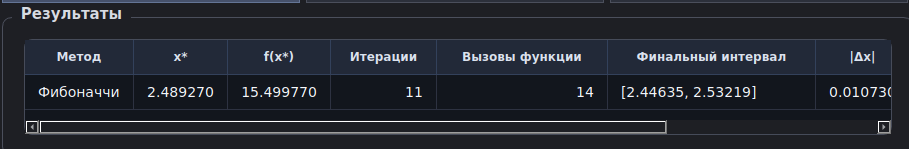 Результаты
Метод x* f(x*) Итерации Вызовы функции Финальный интервал |Δx|
Фибоначчи 2.489270 15.499770 11 14 [2.44635, 2.53219] 0.010730